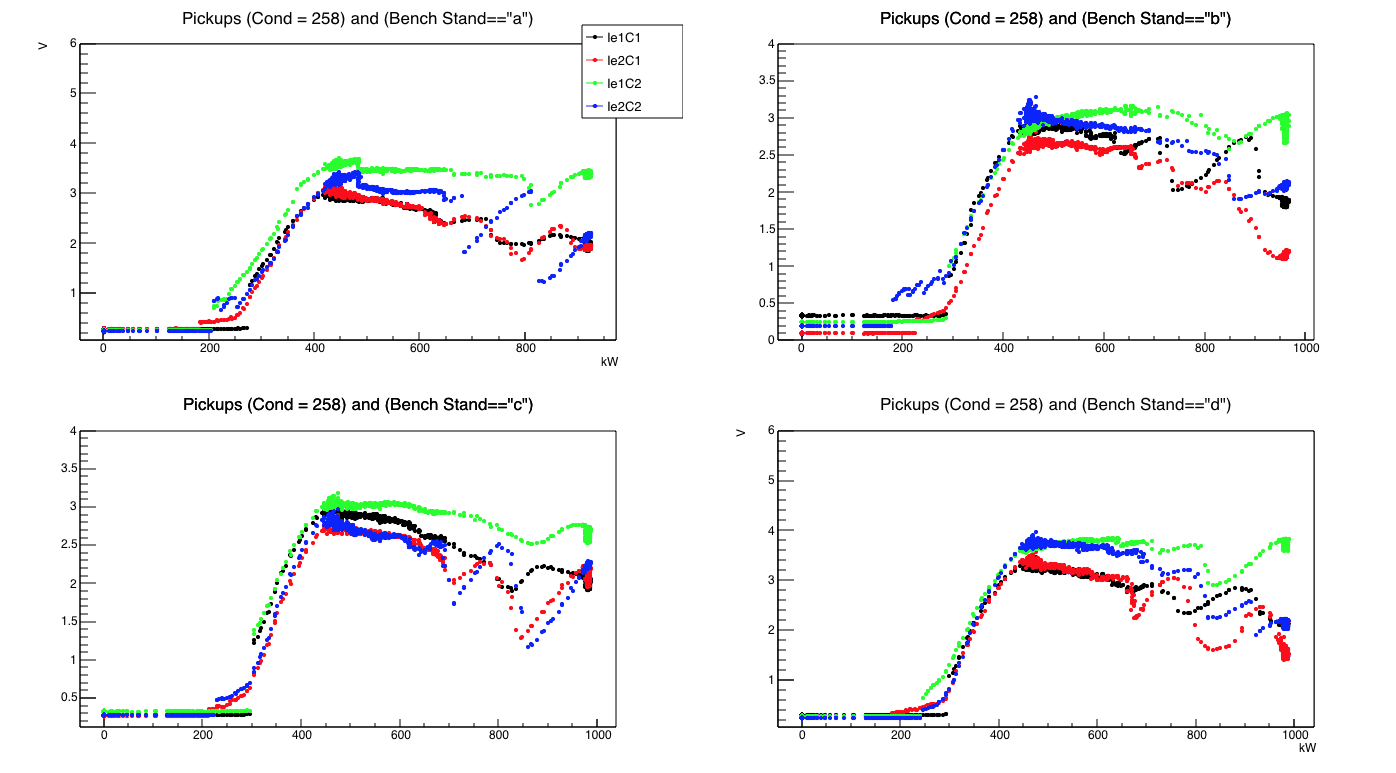 Pickups (Cond = 258) and (Bench Stand=="a")
V
6
5
4
3
2
1
0 200 400 600 800
kW
le1C1
le2C1
le1C2
le2C2
Pickups (Cond = 258) and (Bench Stand=="b")
4
3.5
3
2.5
2
1.5
1
0.5
0
0 200 400 600 800 1000
Pickups (Cond = 258) and (Bench Stand=="c")
4
3.5
3
2.5
2
1.5
1
0.5
0 200 400 600 800 1000
Pickups (Cond = 258) and (Bench Stand=="d")
V
6
5
4
3
2
1
0 200 400 600 800 1000
kW